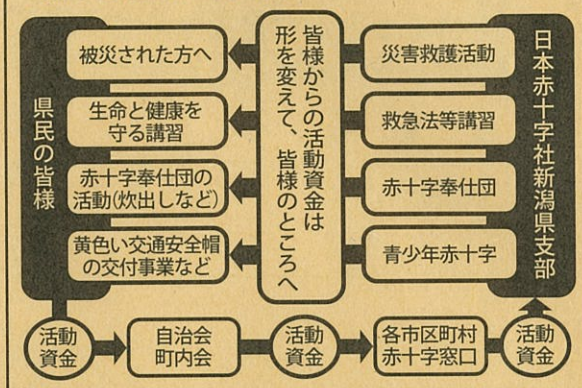 日本赤十字社新潟県支部
災害救護活動
救急法等講習
赤十字奉仕団
青少年赤十字
皆様からの活動資金は
形を変えて、皆様のところへ
被災された方へ
生命と健康を
守る講習
赤十字奉仕団の
活動(炊出しなど)
黄色い交通安全帽
の交付事業など
県民の皆様
活動
資金
自治会
町内会
活動
資金
各市区町村
赤十字窓口
活動
資金